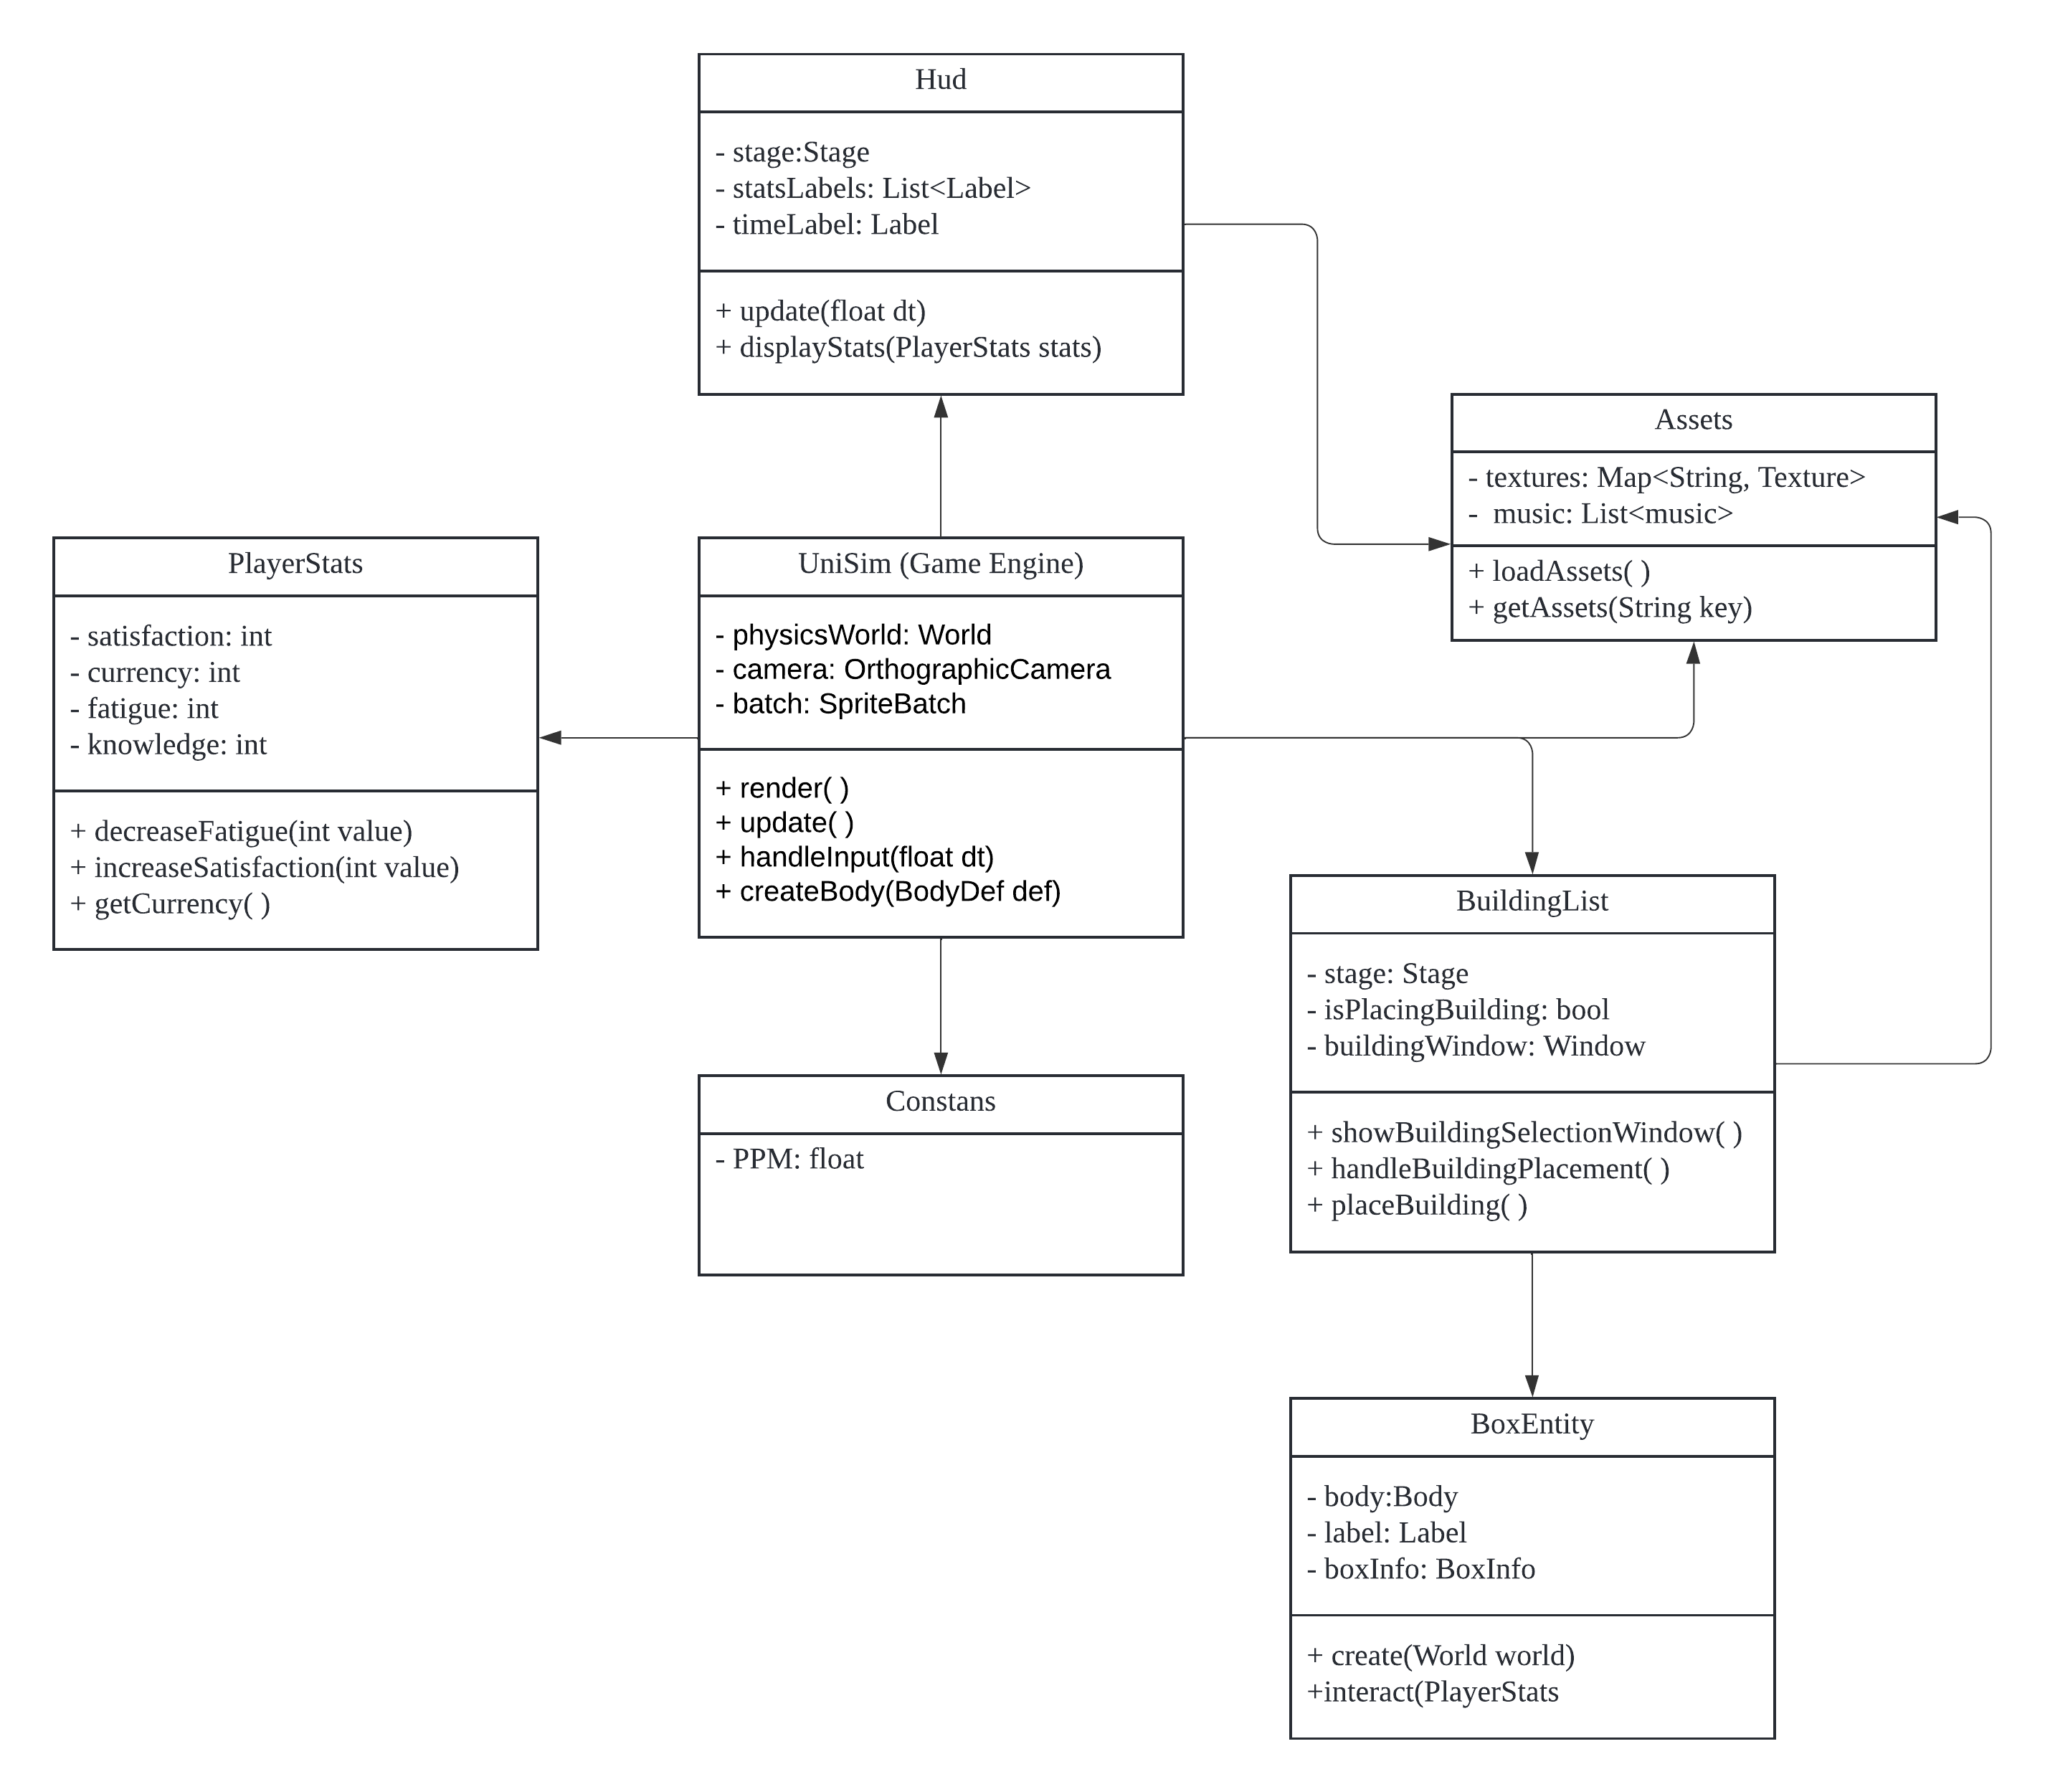 Hud
- stage:Stage
- statsLabels: List<Label>
- timeLabel: Label
+ update(float dt)
+ displayStats(PlayerStats stats)
Assets
- textures: Map<String, Texture>
-  music: List<music>
+ loadAssets( )
+ getAssets(String key)
PlayerStats
- satisfaction: int
- currency: int
- fatigue: int
- knowledge: int
+ decreaseFatigue(int value)
+ increaseSatisfaction(int value)
+ getCurrency( )
UniSim (Game Engine)
- physicsWorld: World
- camera: OrthographicCamera
- batch: SpriteBatch
+ render( )
+ update( )
+ handleInput(float dt)
+ createBody(BodyDef def)
BuildingList
- stage: Stage
- isPlacingBuilding: bool
- buildingWindow: Window
+ showBuildingSelectionWindow( )
+ handleBuildingPlacement( )
+ placeBuilding( )
Constans
- PPM: float
BoxEntity
- body:Body
- label: Label
- boxInfo: BoxInfo
+ create(World world)
+interact(PlayerStats